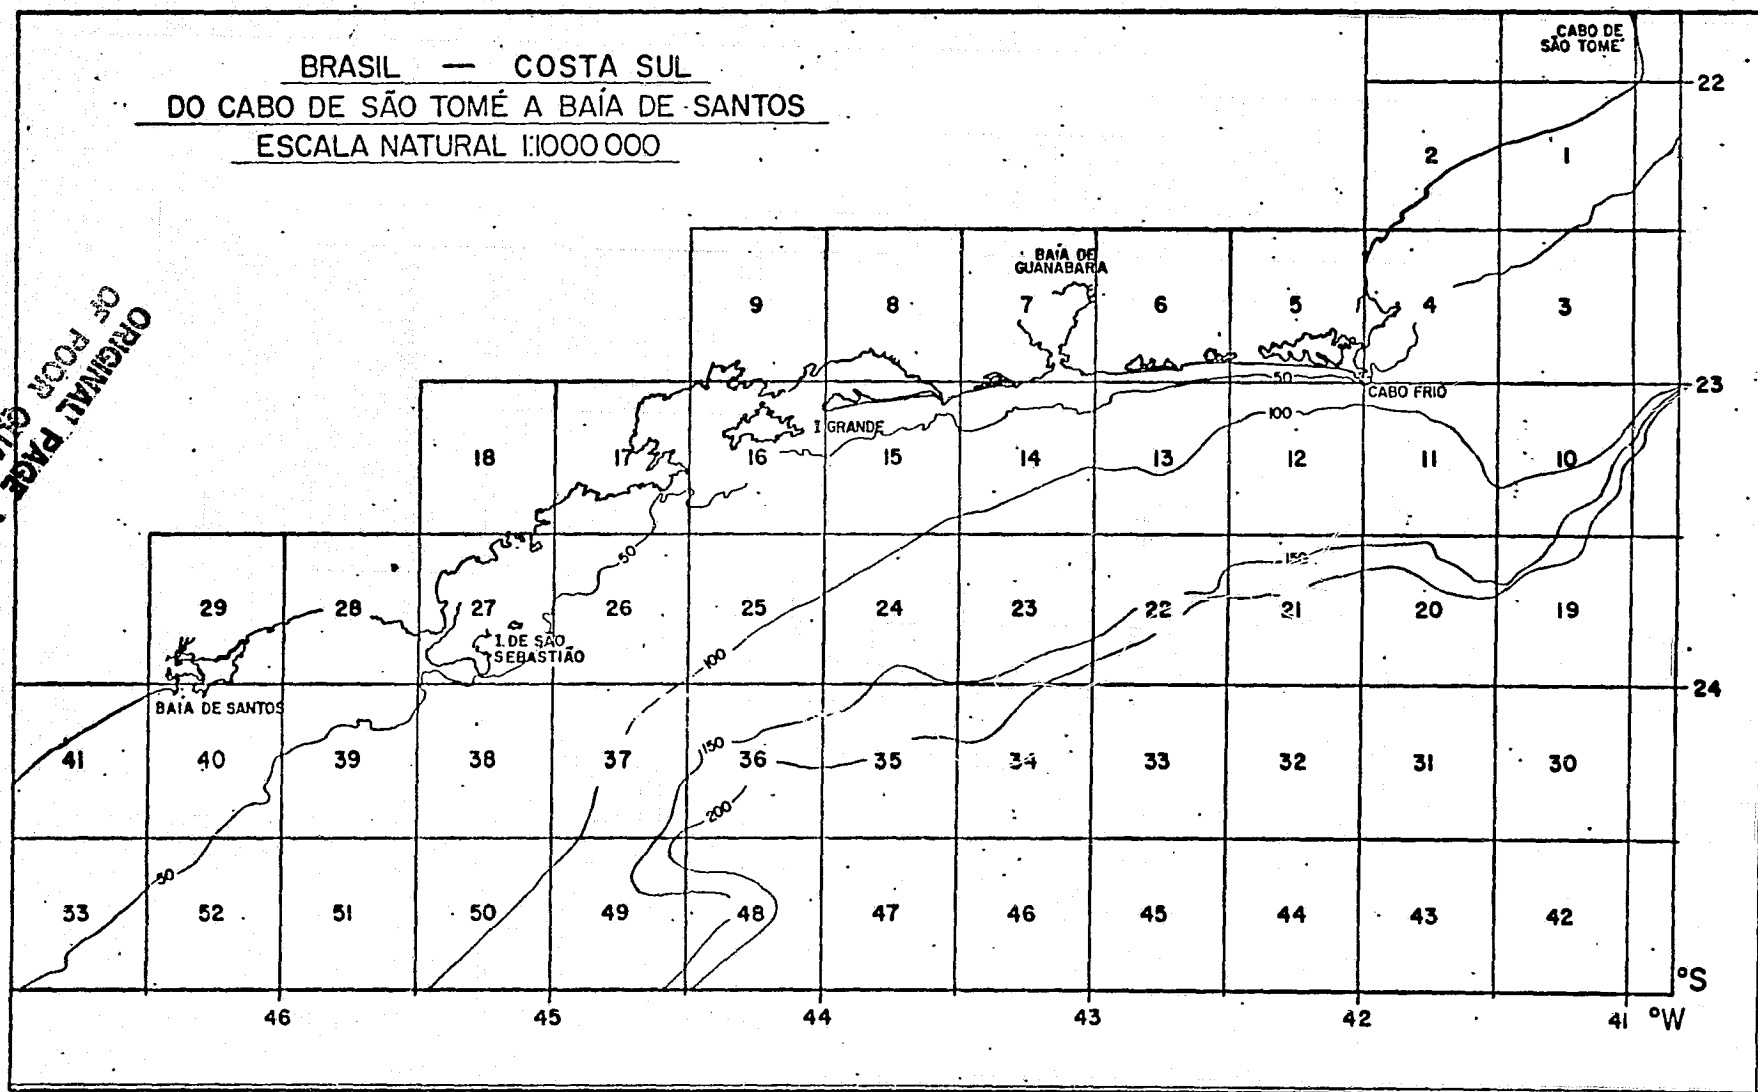 CABO DE
SÃO TOMÉ
BRASIL — COSTA SUL
DO CABO DE SÃO TOMÉ A BAÍA DE SANTOS
ESCALA NATURAL 1:1000 000
22
2 1
BAÍA DE
GUANABARA
9 8 7 6 5 4 3
ORIGINAL PAGE
OF POOR
50
23
CABO FRIO
100
I GRANDE
18 17 16 15 14 13 12 11 10
50
150
29 28 27 26 25 24 23 22 21 20 19
I. DE SÃO
SEBASTIÃO
100
24
BAIA DE SANTOS
150
41 40 39 38 37 36 35 34 33 32 31 30
200
50
53 52 51 50 49 48 47 46 45 44 43 42
°S
46 45 44 43 42 41 °W